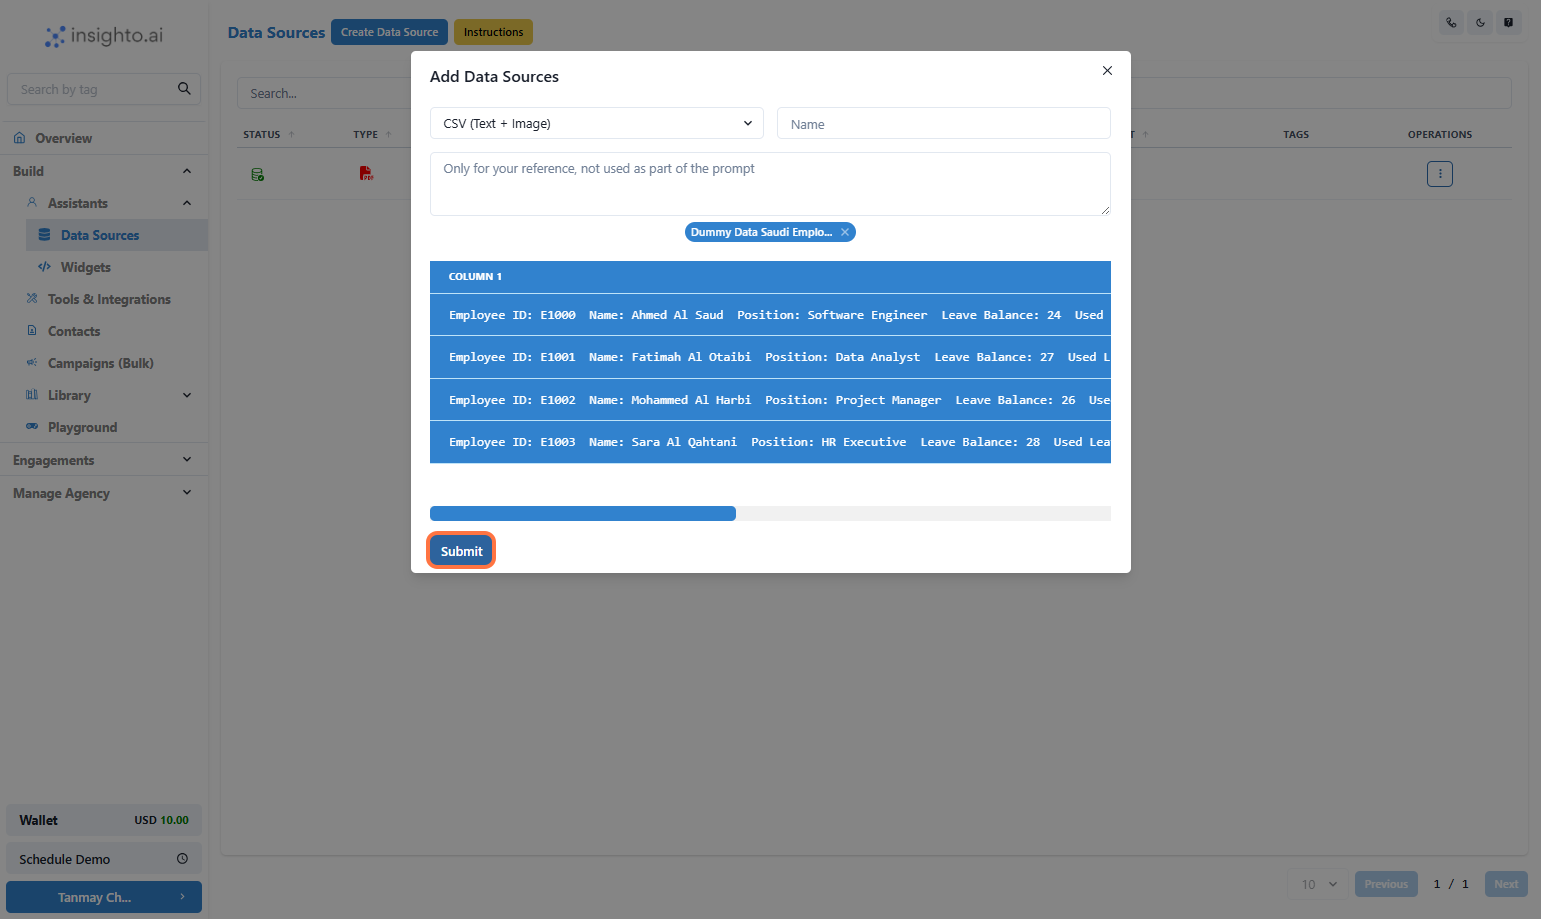 insighto.ai
Search by tag
Overview
Build
Assistants
Data Sources
Widgets
Tools & Integrations
Contacts
Campaigns (Bulk)
Library
Playground
Engagements
Manage Agency
Wallet USD 10.00
Schedule Demo
Tanmay Ch...
Data Sources Create Data Source Instructions
Search...
STATUS TYPE T TAGS OPERATIONS
PDF
Add Data Sources
CSV (Text + Image) Name
Only for your reference, not used as part of the prompt
Dummy Data Saudi Emplo...
COLUMN 1
Employee ID: E1000 Name: Ahmed Al Saud Position: Software Engineer Leave Balance: 24 Used
Employee ID: E1001 Name: Fatimah Al Otaibi Position: Data Analyst Leave Balance: 27 Used L
Employee ID: E1002 Name: Mohammed Al Harbi Position: Project Manager Leave Balance: 26 Use
Employee ID: E1003 Name: Sara Al Qahtani Position: HR Executive Leave Balance: 28 Used Lea
Submit
10 Previous 1 / 1 Next